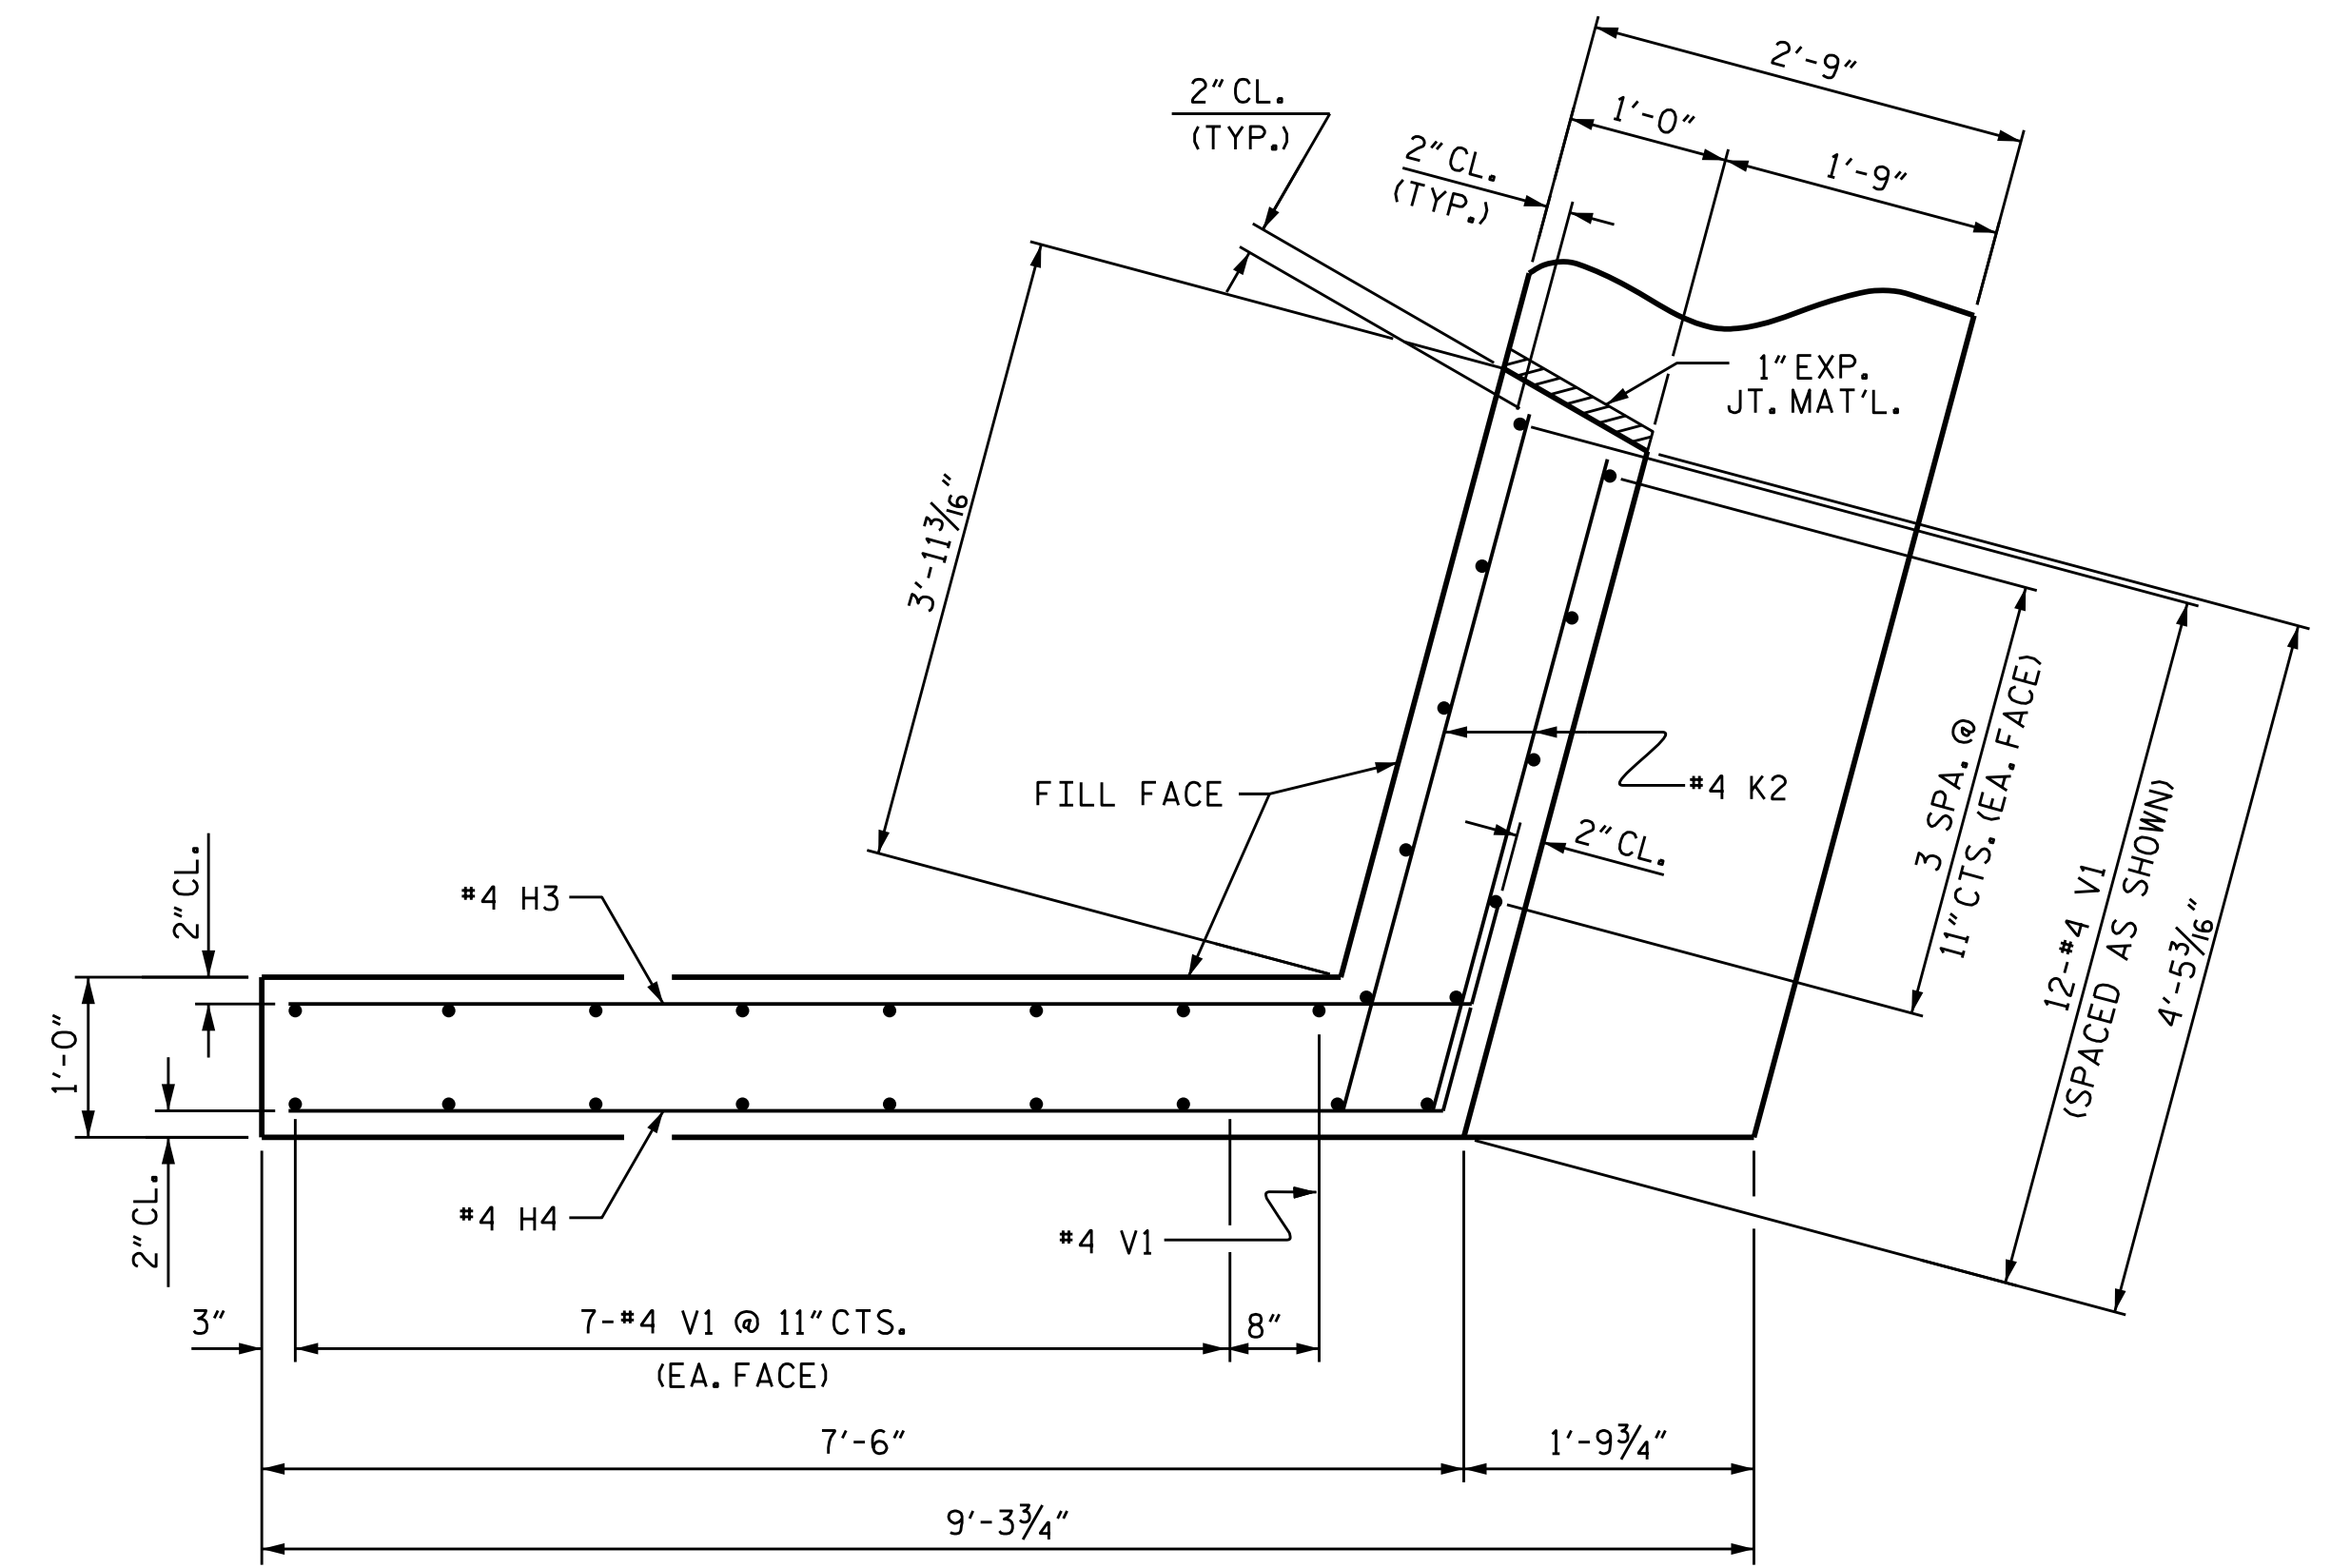 2'-9"
1'-0"
1'-9"
2" CL.
(TYP.)
2" CL.
(TYP.)
1" EXP.
JT. MAT'L.
3'-11 3/16"
FILL FACE
#4 K2
2" CL.
3 SPA. @
11" CTS. (EA. FACE)
12-#4 V1
(SPACED AS SHOWN)
4'-5 3/16"
2" CL.
#4 H3
1'-0"
2" CL.
#4 H4
#4 V1
3"
7-#4 V1 @ 11" CTS.
(EA. FACE)
8"
7'-6"
1'-9 3/4"
9'-3 3/4"